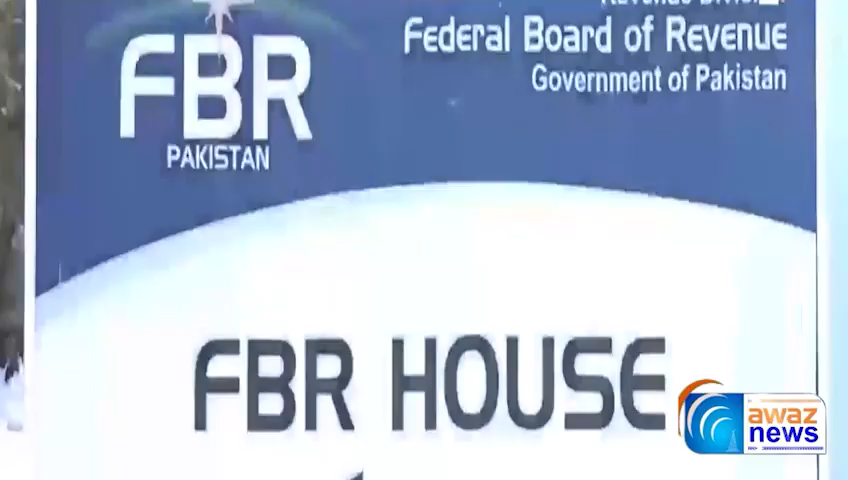 Federal Board of Revenue
Government of Pakistan
FBR
PAKISTAN
FBR HOUSE
awaz
news